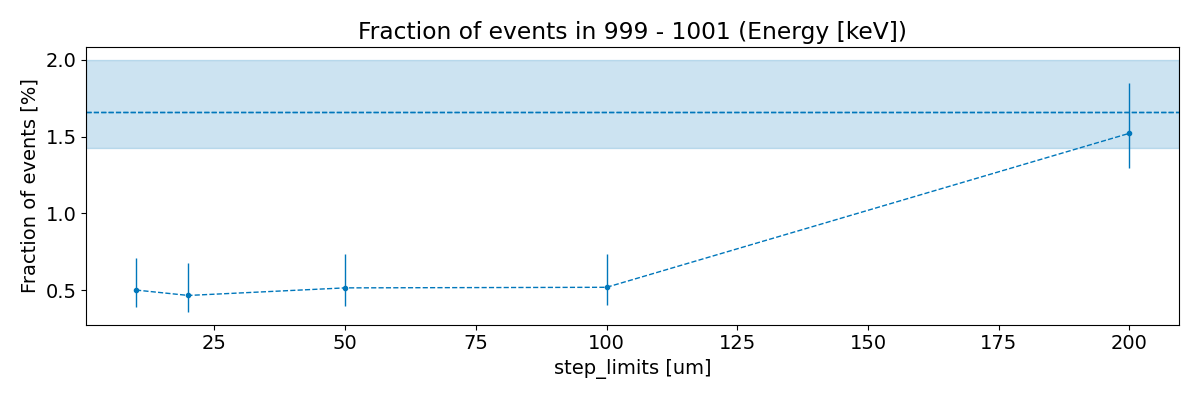 Fraction of events in 999 - 1001 (Energy [keV])
Fraction of events [%]
2.0
1.5
1.0
0.5
25 50 75 100 125 150 175 200
step_limits [um]